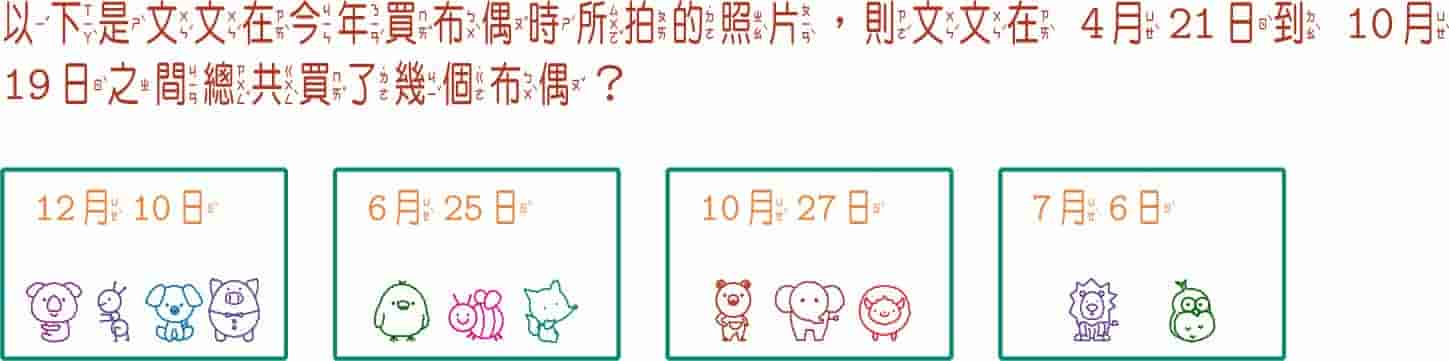 以下是文文在今年買布偶時所拍的照片，則文文在 4月21日到 10月
19日之間總共買了幾個布偶？
12月10日
6月25日
10月27日
7月6日